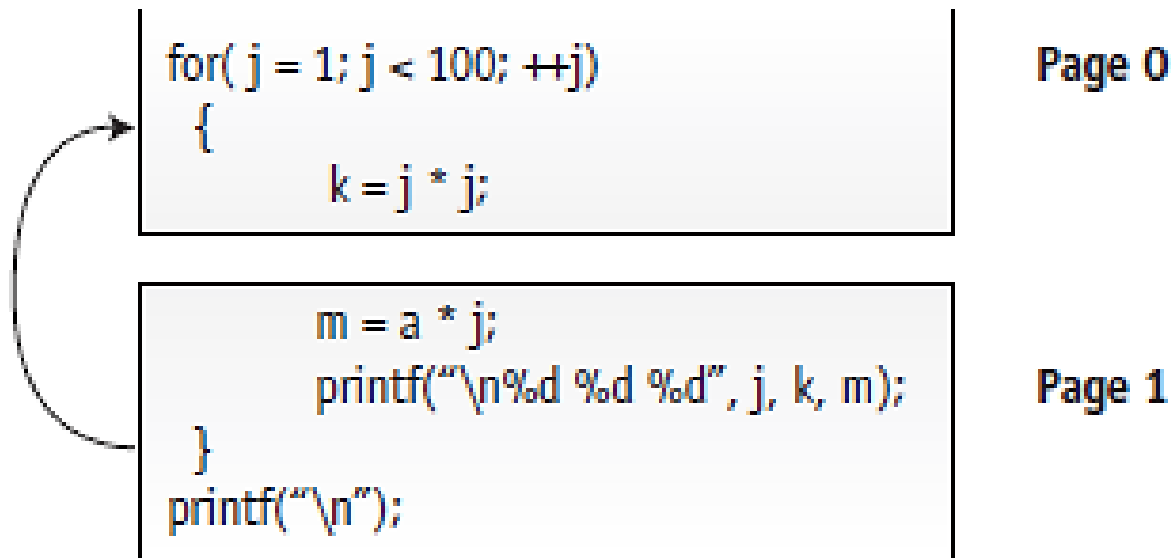 for( j = 1; j < 100; ++j) Page 0
{
k = j * j;
m = a * j;
printf(“\n%d %d %d”, j, k, m); Page 1
}
printf(“\n”);